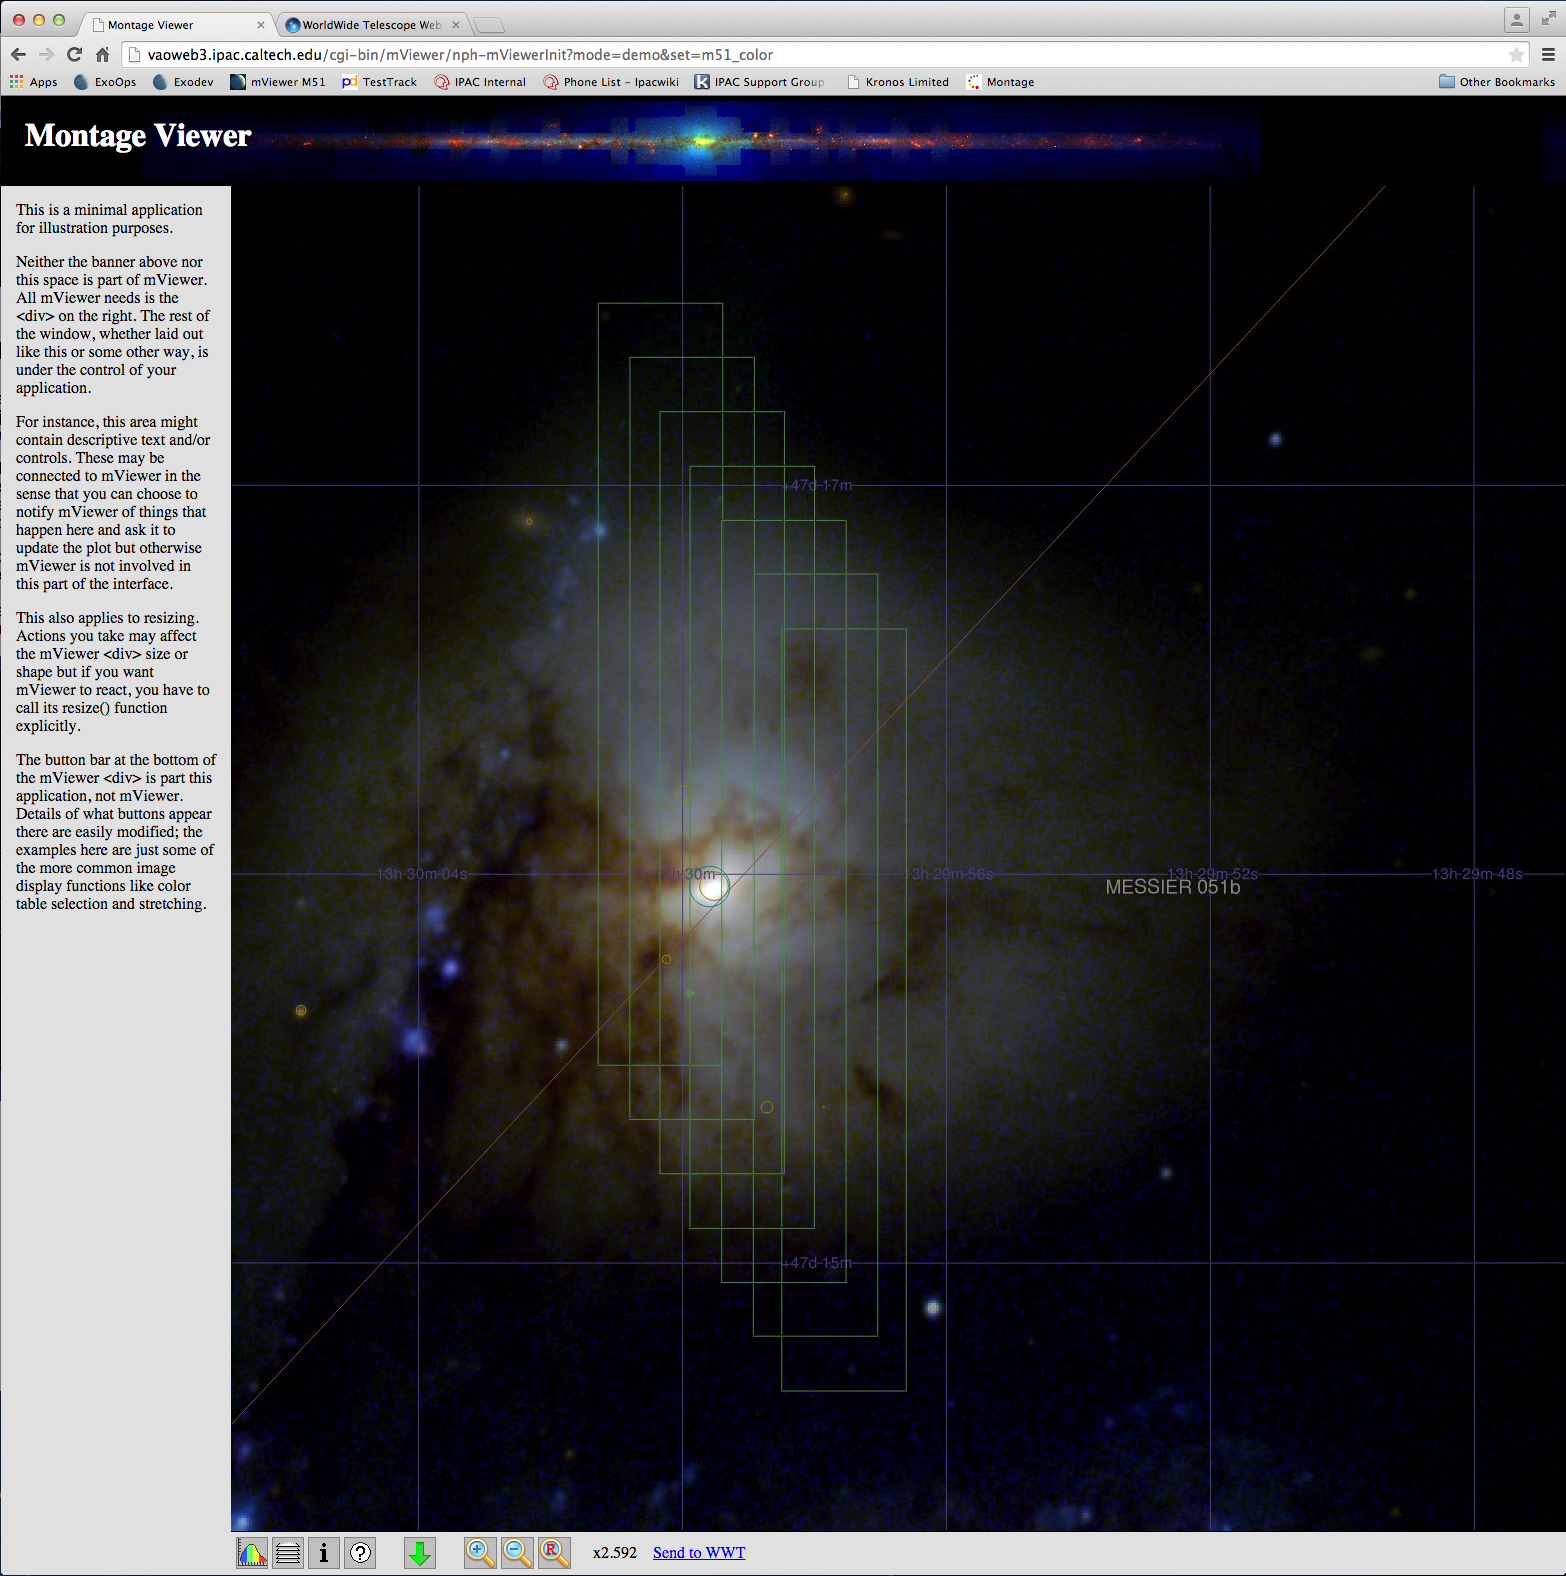 Montage Viewer
WorldWide Telescope Web
vaoweb3.ipac.caltech.edu/cgi-bin/mViewer/nph-mViewerInit?mode=demo&set=m51_color
Apps ExoOps Exodev mViewer M51 pd TestTrack IPAC Internal Phone List – Ipacwiki K IPAC Support Group Kronos Limited Montage Other Bookmarks
Montage Viewer
This is a minimal application
for illustration purposes.
Neither the banner above nor
this space is part of mViewer.
All mViewer needs is the
<div> on the right. The rest of
the window, whether laid out
like this or some other way, is
under the control of your
application.
For instance, this area might
contain descriptive text and/or
controls. These may be
connected to mViewer in the
sense that you can choose to
notify mViewer of things that
happen here and ask it to
update the plot but otherwise
mViewer is not involved in
this part of the interface.
This also applies to resizing.
Actions you take may affect
the mViewer <div> size or
shape but if you want
mViewer to react, you have to
call its resize() function
explicitly.
The button bar at the bottom of
the mViewer <div> is part this
application, not mViewer.
Details of what buttons appear
there are easily modified; the
examples here are just some of
the more common image
display functions like color
table selection and stretching.
+47d 17m
13h 30m 04s 30m 13h 29m 56s 13h 29m 52s 13h 29m 48s
MESSIER 051b
+47d 15m
i ? R x2.592 Send to WWT